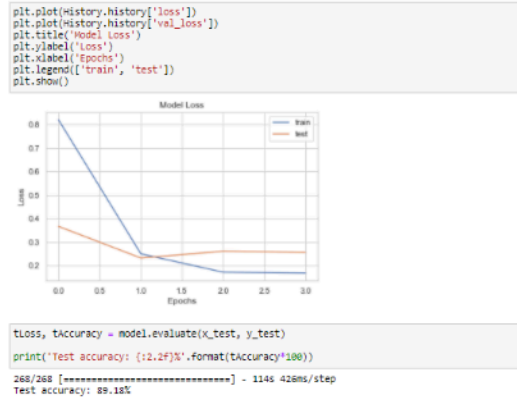 plt.plot(History.history['loss'])
plt.plot(History.history['val_loss'])
plt.title('Model Loss')
plt.ylabel('Loss')
plt.xlabel('Epochs')
plt.legend(['train', 'test'])
plt.show()
Model Loss
train
test
0.8
0.7
0.6
0.5
0.4
0.3
0.2
Loss
0.0 0.5 1.0 1.5 2.0 2.5 3.0
Epochs
tLoss, tAccuracy = model.evaluate(x_test, y_test)
print('Test accuracy: {:2.2f}%'.format(tAccuracy*100))
268/268 [==============================] - 114s 426ms/step
Test accuracy: 89.18%